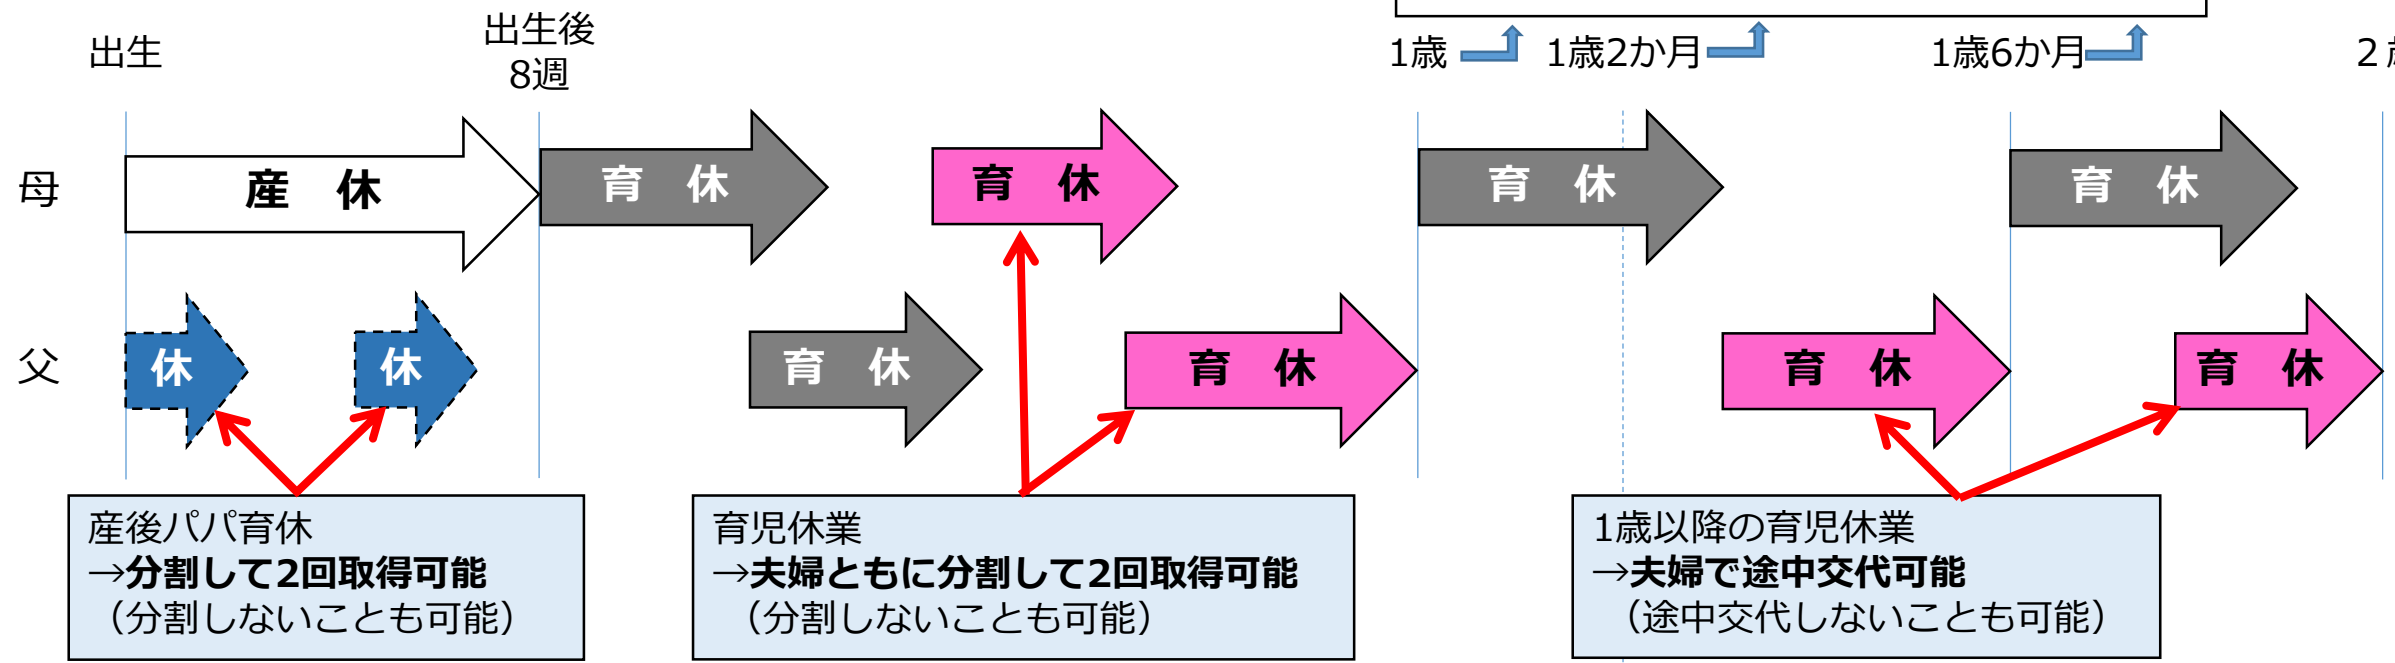 出生
出生後
8週
1歳
1歳2か月
1歳6か月
２歳
母
産　休
育　休
育　休
育　休
育　休
父
休
休
育　休
育　休
育　休
育　休
産後パパ育休
→分割して2回取得可能
（分割しないことも可能）
育児休業
→夫婦ともに分割して2回取得可能
（分割しないことも可能）
1歳以降の育児休業
→夫婦で途中交代可能
（途中交代しないことも可能）